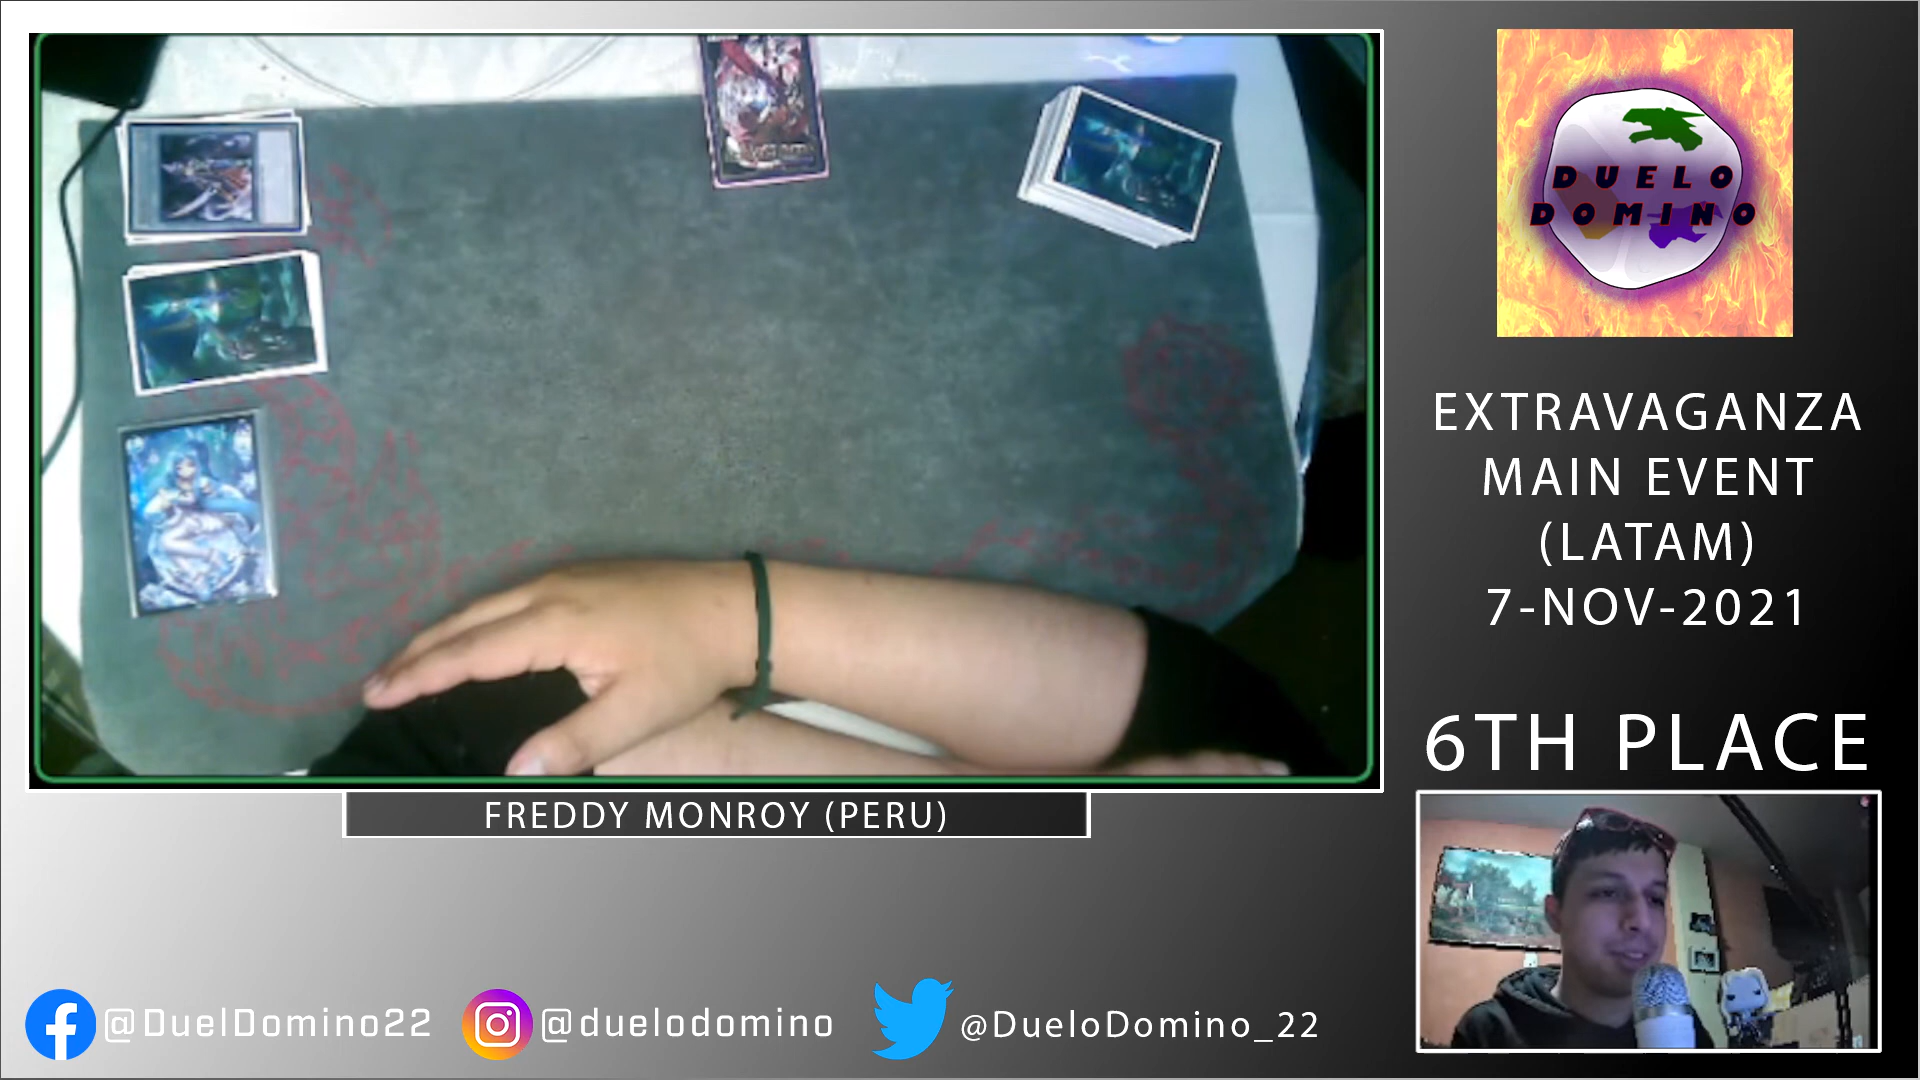 DUELO
DOMINO
EXTRAVAGANZA
MAIN EVENT
(LATAM)
7-NOV-2021
6TH PLACE
FREDDY MONROY (PERU)
@DuelDomino22
@duelodomino
@DueloDomino_22